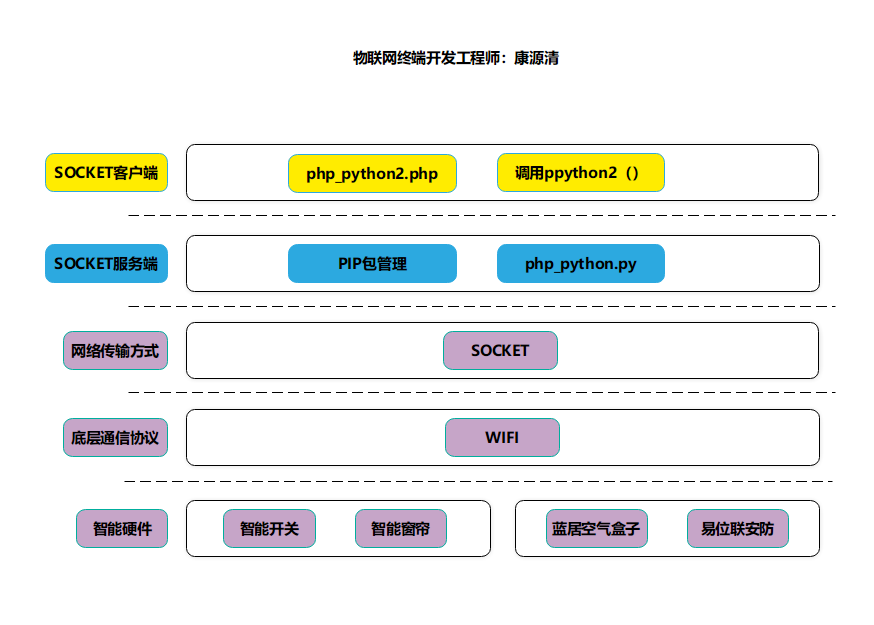 物联网终端开发工程师：康源清
SOCKET客户端
php_python2.php
调用ppython2（）
SOCKET服务端
PIP包管理
php_python.py
网络传输方式
SOCKET
底层通信协议
WIFI
智能硬件
智能开关
智能窗帘
蓝居空气盒子
易位联安防